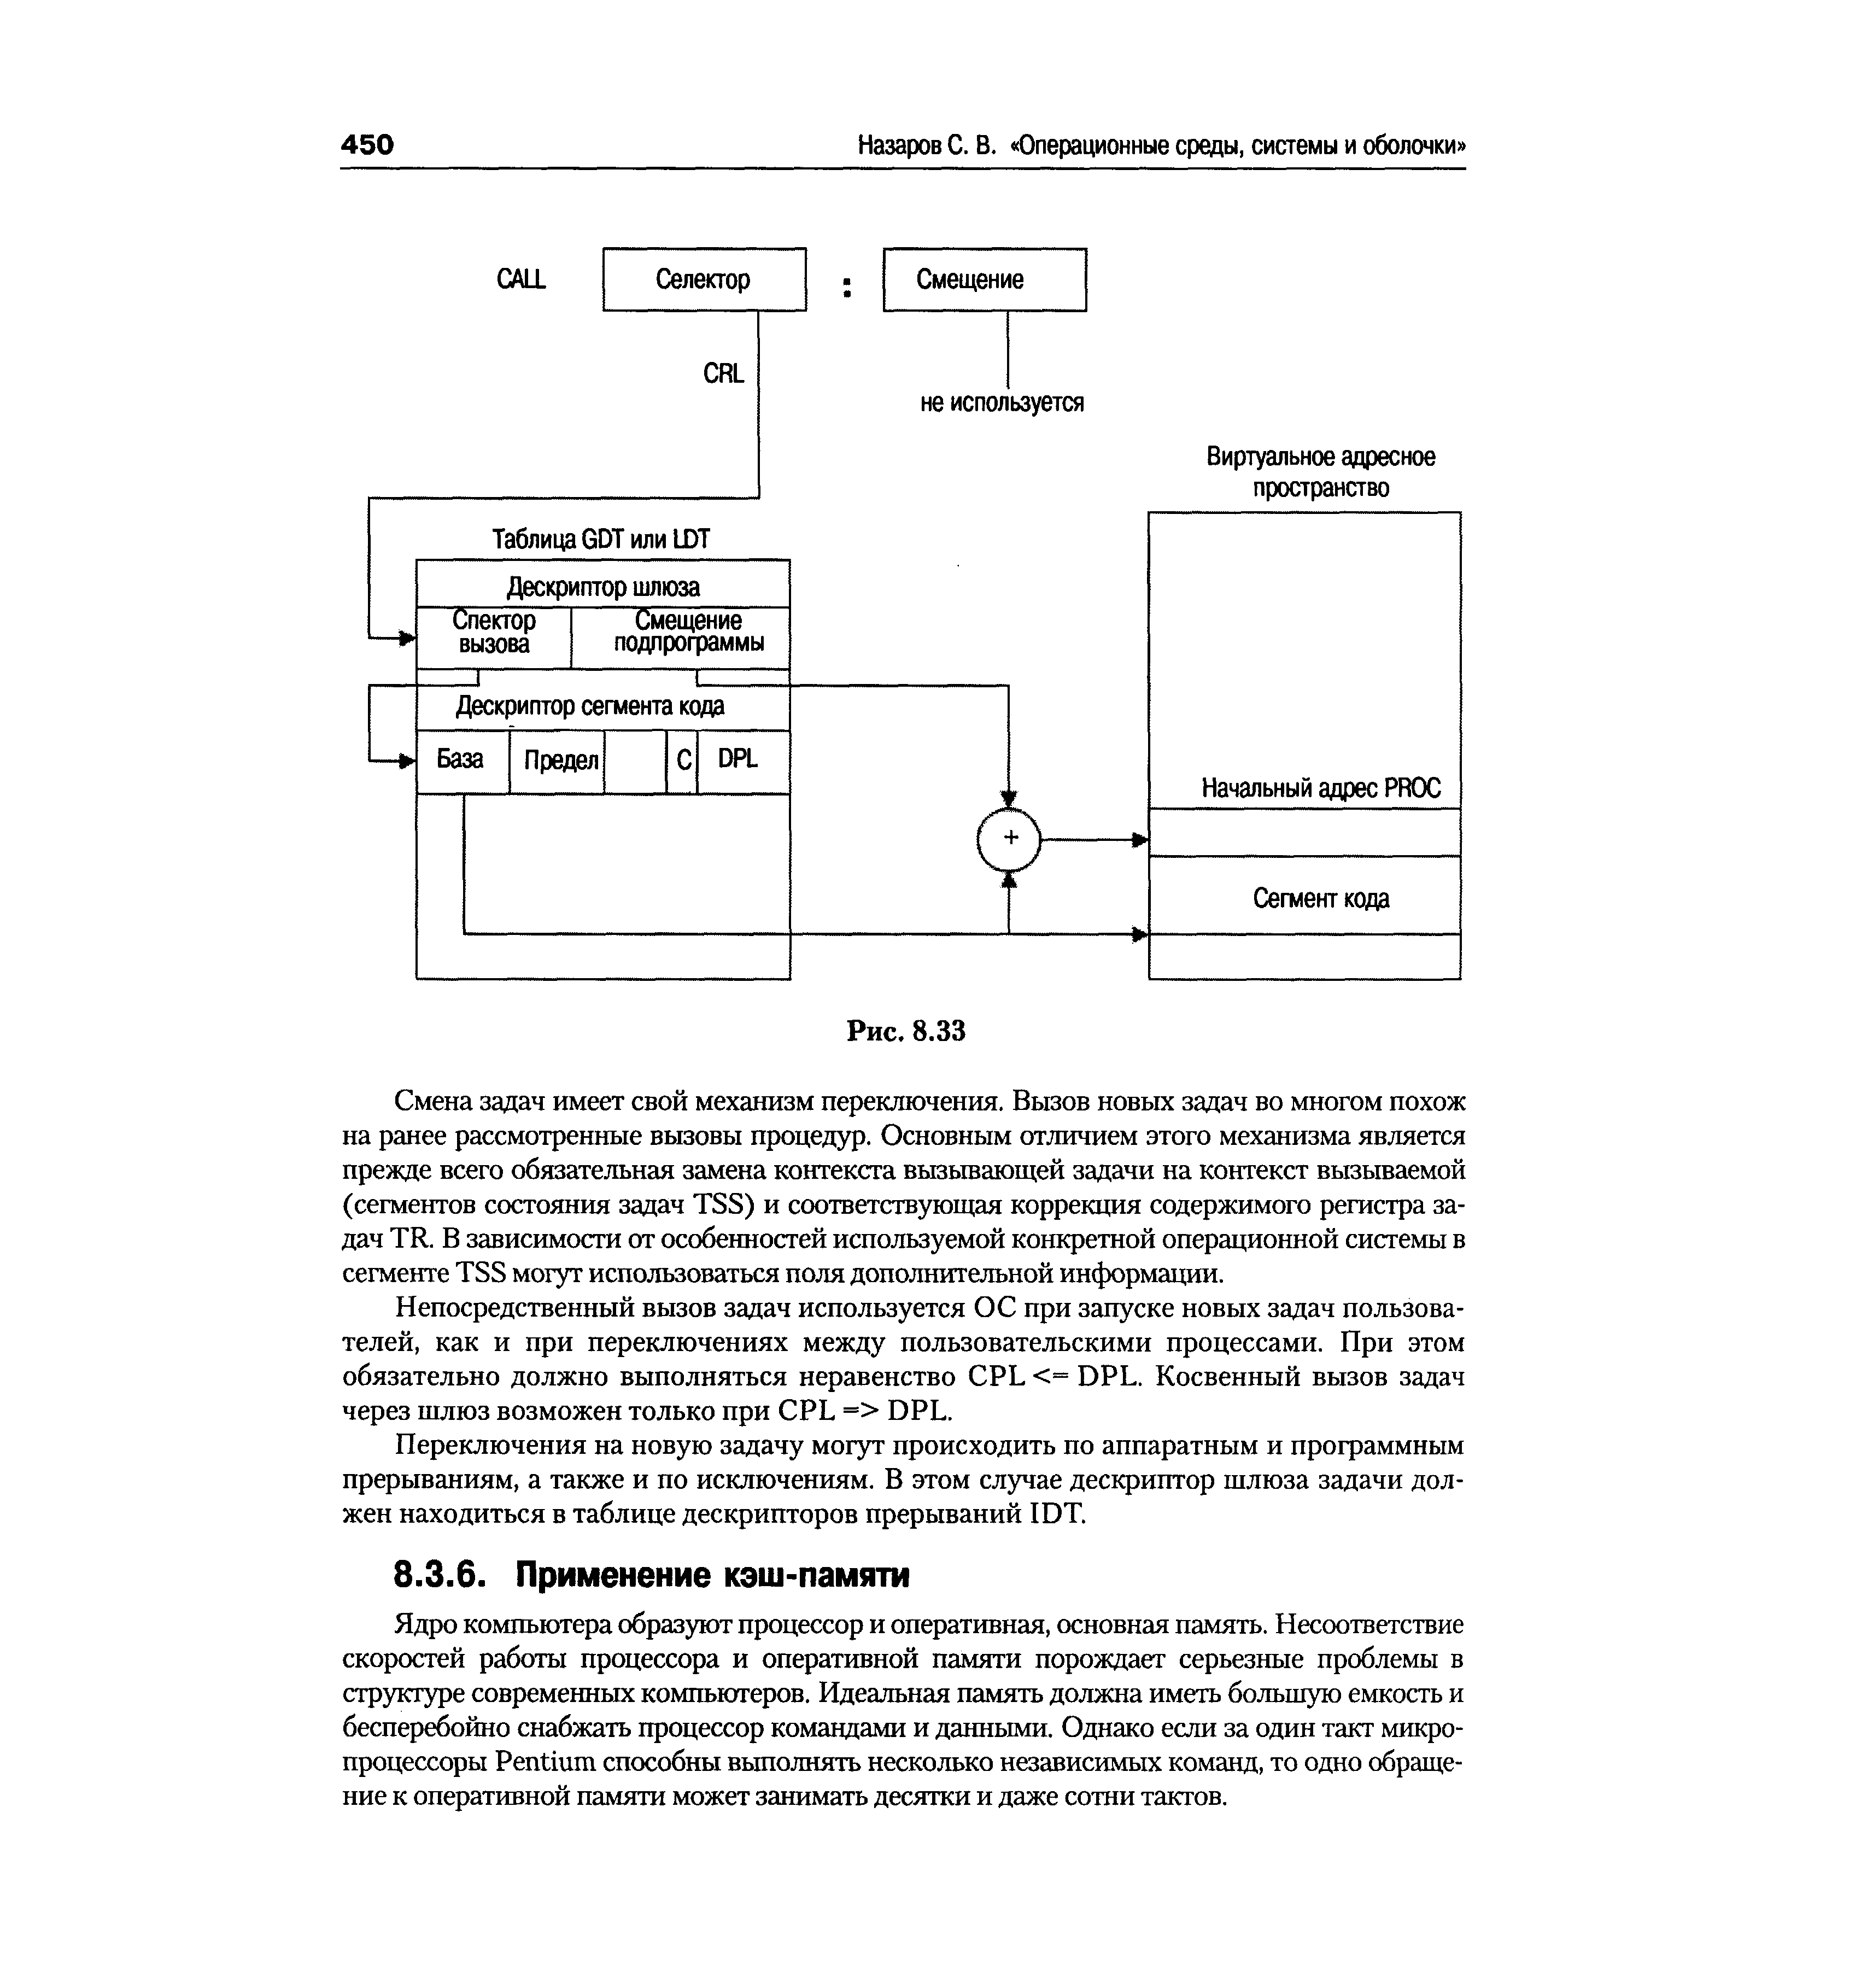 450
Назаров С. В. «Операционные среды, системы и оболочки»
CALL
Селектор
:
Смещение
CRL
не используется
Виртуальное адресное
пространство
Таблица GDT или LDT
Дескриптор шлюза
Спектор
вызова
Смещение
подпрограммы
Дескриптор сегмента кода
База
Предел
C
DPL
Начальный адрес PROC
+
Сегмент кода
Рис. 8.33
Смена задач имеет свой механизм переключения. Вызов новых задач во многом похож
на ранее рассмотренные вызовы процедур. Основным отличием этого механизма является
прежде всего обязательная замена контекста вызывающей задачи на контекст вызываемой
(сегментов состояния задач TSS) и соответствующая коррекция содержимого регистра за-
дач TR. В зависимости от особенностей используемой конкретной операционной системы в
сегменте TSS могут использоваться поля дополнительной информации.
Непосредственный вызов задач используется ОС при запуске новых задач пользова-
телей, как и при переключениях между пользовательскими процессами. При этом
обязательно должно выполняться неравенство CPL <= DPL. Косвенный вызов задач
через шлюз возможен только при CPL => DPL.
Переключения на новую задачу могут происходить по аппаратным и программным
прерываниям, а также и по исключениям. В этом случае дескриптор шлюза задачи дол-
жен находиться в таблице дескрипторов прерываний IDT.
8.3.6. Применение кэш-памяти
Ядро компьютера образуют процессор и оперативная, основная память. Несоответствие
скоростей работы процессора и оперативной памяти порождает серьезные проблемы в
структуре современных компьютеров. Идеальная память должна иметь большую емкость и
бесперебойно снабжать процессор командами и данными. Однако если за один такт микро-
процессоры Pentium способны выполнять несколько независимых команд, то одно обраще-
ние к оперативной памяти может занимать десятки и даже сотни тактов.